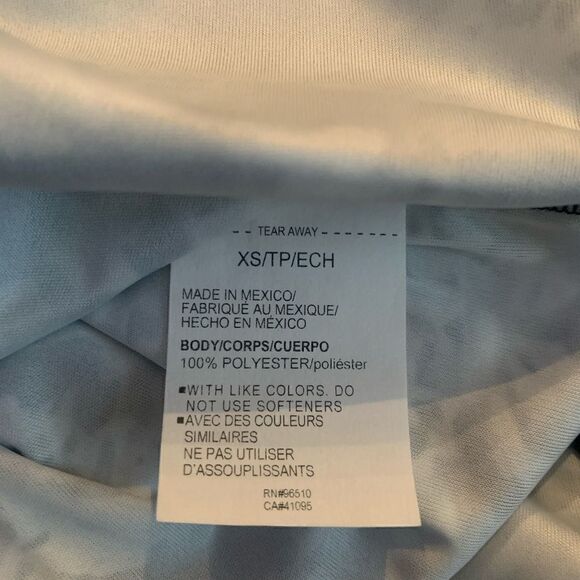 -- TEAR AWAY -------
XS/TP/ECH
MADE IN MEXICO/
FABRIQUÉ AU MEXIQUE/
HECHO EN MÉXICO
BODY/CORPS/CUERPO
100% POLYESTER/poliéster
▪WITH LIKE COLORS. DO
NOT USE SOFTENERS
▪AVEC DES COULEURS
SIMILAIRES
NE PAS UTILISER
D'ASSOUPLISSANTS
RN#96510
CA#41095